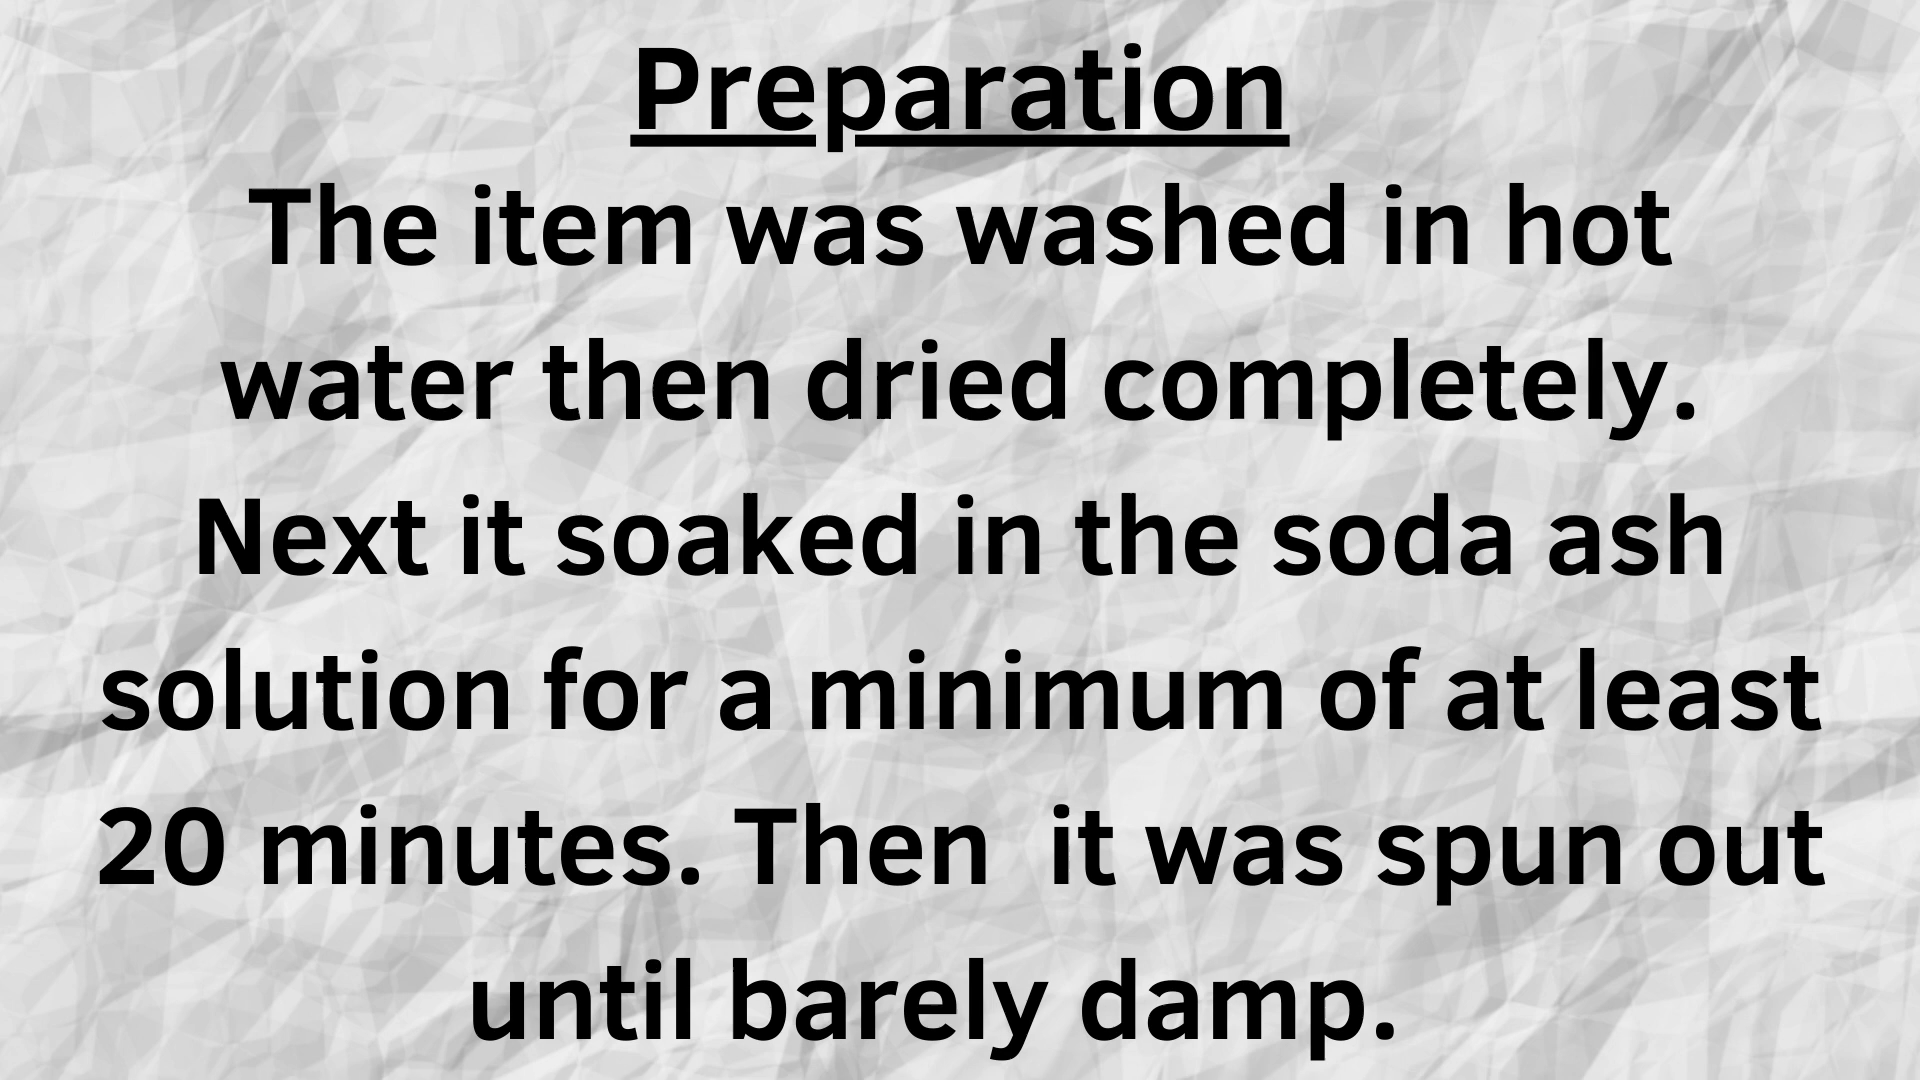 Preparation
The item was washed in hot
water then dried completely.
Next it soaked in the soda ash
solution for a minimum of at least
20 minutes. Then  it was spun out
until barely damp.